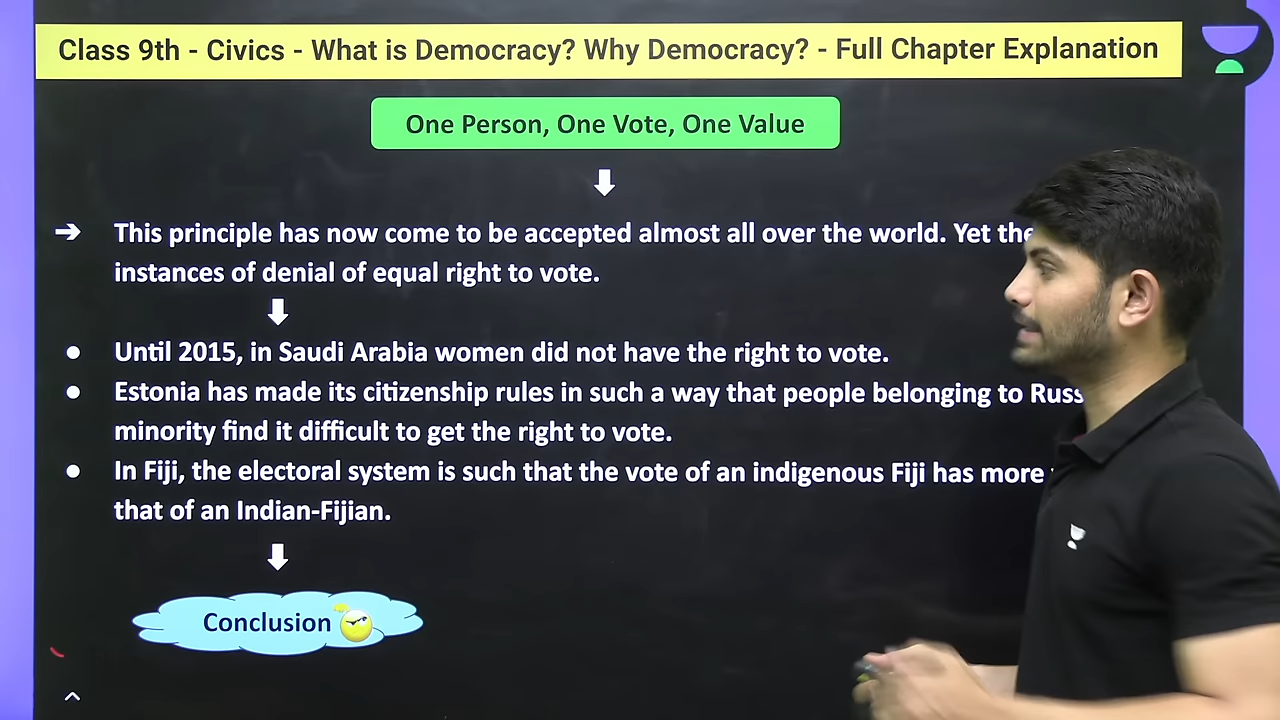 Class 9th - Civics - What is Democracy? Why Democracy? - Full Chapter Explanation
One Person, One Vote, One Value
This principle has now come to be accepted almost all over the world. Yet
instances of denial of equal right to vote.
Until 2015, in Saudi Arabia women did not have the right to vote.
Estonia has made its citizenship rules in such a way that people belonging to
minority find it difficult to get the right to vote.
In Fiji, the electoral system is such that the vote of an indigenous Fiji has more
that of an Indian-Fijian.
Conclusion